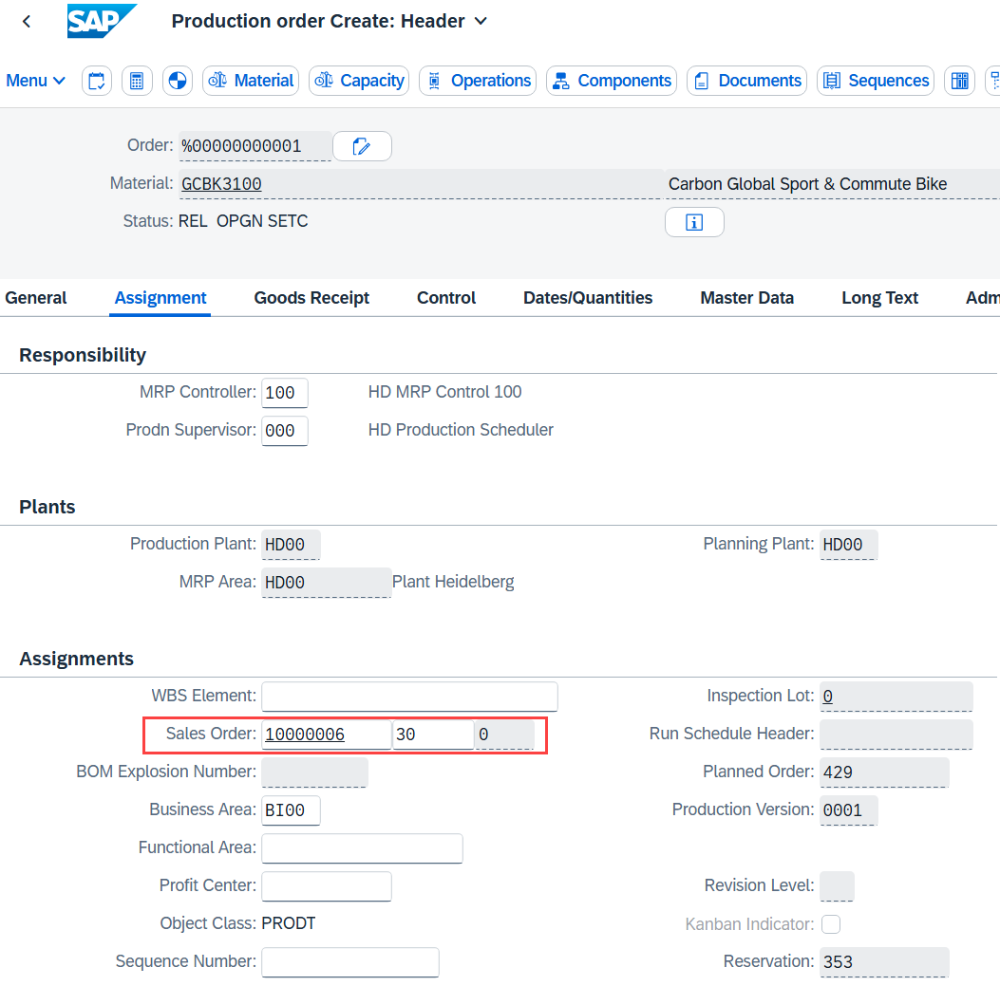 SAP Production order Create: Header
Menu Material Capacity Operations Components Documents Sequences
Order: %00000000001
Material: GCBK3100 Carbon Global Sport & Commute Bike
Status: REL OPGN SETC
General Assignment Goods Receipt Control Dates/Quantities Master Data Long Text Adm
Responsibility
MRP Controller: 100 HD MRP Control 100
Prodn Supervisor: 000 HD Production Scheduler
Plants
Production Plant: HD00 Planning Plant: HD00
MRP Area: HD00 Plant Heidelberg
Assignments
WBS Element: Inspection Lot: 0
Sales Order: 10000006 30 0 Run Schedule Header:
BOM Explosion Number: Planned Order: 429
Business Area: BI00 Production Version: 0001
Functional Area:
Profit Center: Revision Level:
Object Class: PRODT Kanban Indicator:
Sequence Number: Reservation: 353